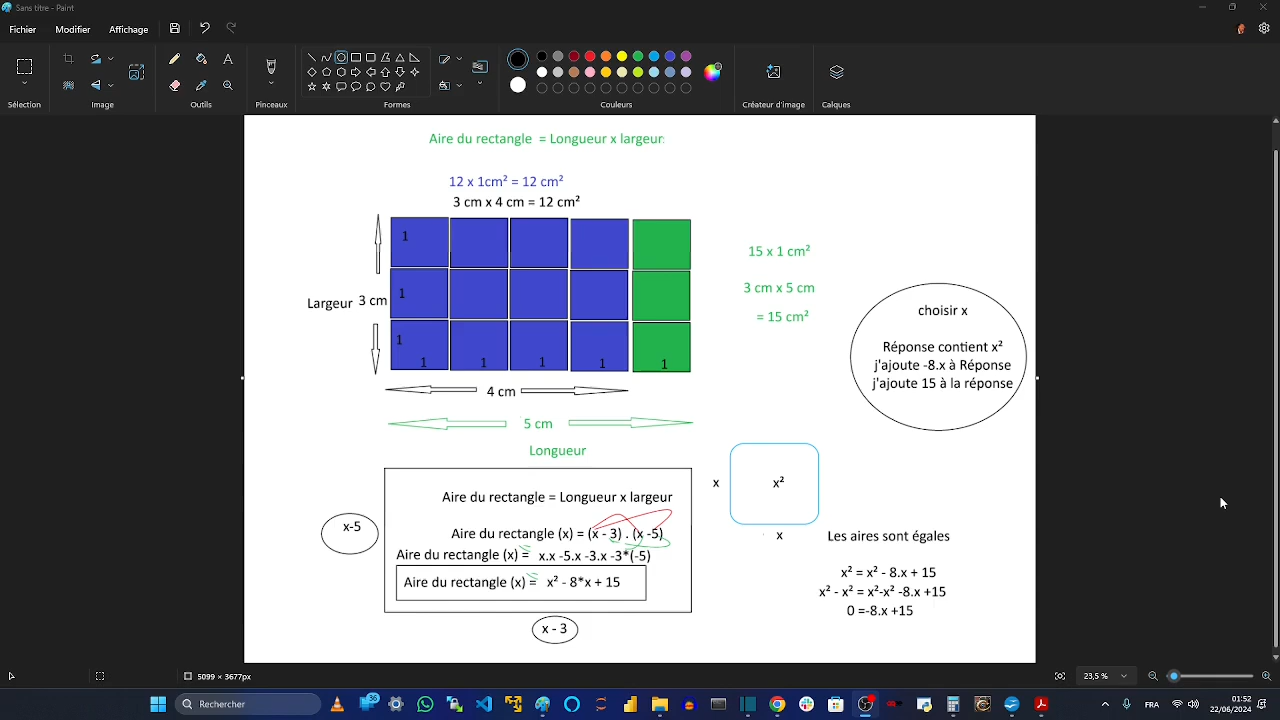 Sans titre - Paint
Fichier
Modifier
Affichage
Sélection
Image
Outils
Pinceaux
Formes
Couleurs
Créateur d'image
Calques
Aire du rectangle = Longueur x largeur
12 x 1cm² = 12 cm²
3 cm x 4 cm = 12 cm²
1
1
1
1
1
1
1
1
Largeur 3 cm
4 cm
5 cm
Longueur
15 x 1 cm²
3 cm x 5 cm
= 15 cm²
choisir x
Réponse contient x²
j'ajoute -8.x à Réponse
j'ajoute 15 à la réponse
Aire du rectangle = Longueur x largeur
Aire du rectangle (x) = (x - 3) . (x -5)
Aire du rectangle (x) = x.x -5.x -3.x -3*(-5)
Aire du rectangle (x) = x² - 8*x + 15
x-5
x - 3
x
x²
x
Les aires sont égales
x² = x² - 8.x + 15
x² - x² = x²-x² -8.x +15
0 =-8.x +15
5099 × 3677px
Rechercher
36
FRA
01:52
22/06/2024